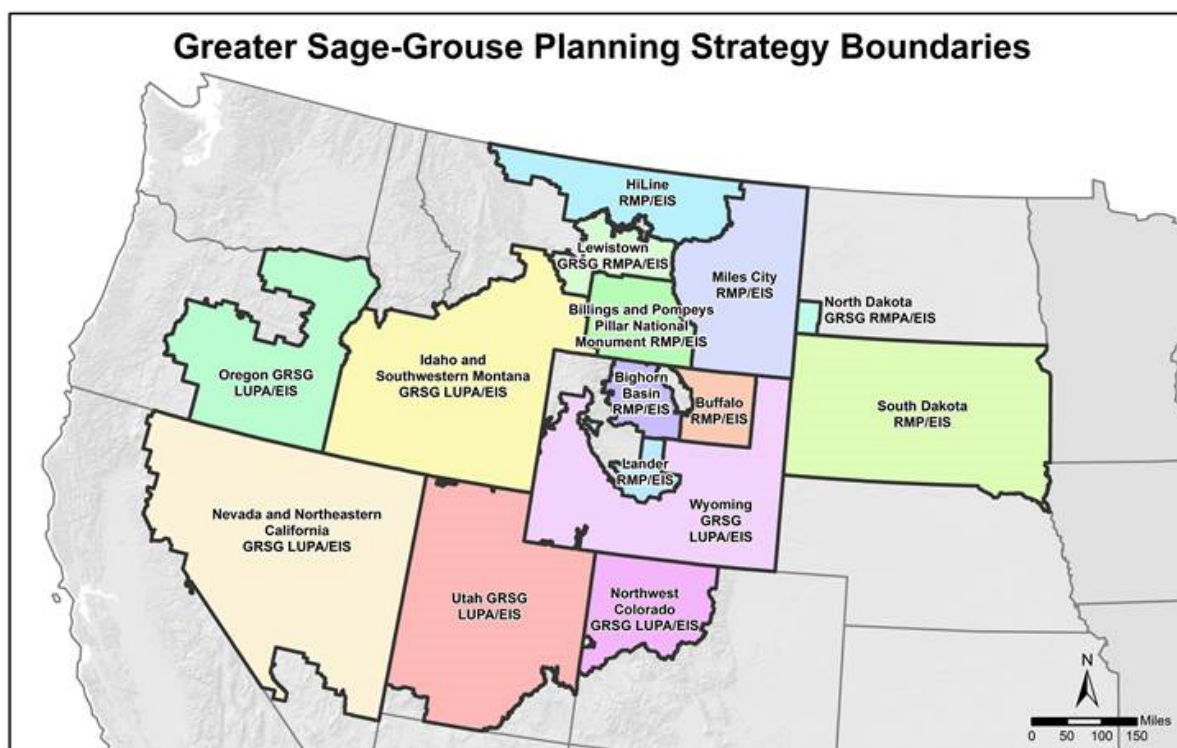 Greater Sage-Grouse Planning Strategy Boundaries
HiLine
RMP/EIS
Lewistown
GRSG RMPA/EIS
Miles City
RMP/EIS
North Dakota
GRSG RMPA/EIS
Billings and Pompeys
Pillar National
Monument RMP/EIS
Oregon GRSG
LUPA/EIS
Idaho and
Southwestern Montana
GRSG LUPA/EIS
Bighorn
Basin
RMP/EIS
Buffalo
RMP/EIS
South Dakota
RMP/EIS
Lander
RMP/EIS
Wyoming
GRSG
LUPA/EIS
Nevada and Northeastern
California
GRSG LUPA/EIS
Utah GRSG
LUPA/EIS
Northwest
Colorado
GRSG LUPA/EIS
N
Miles
0 50 100 150